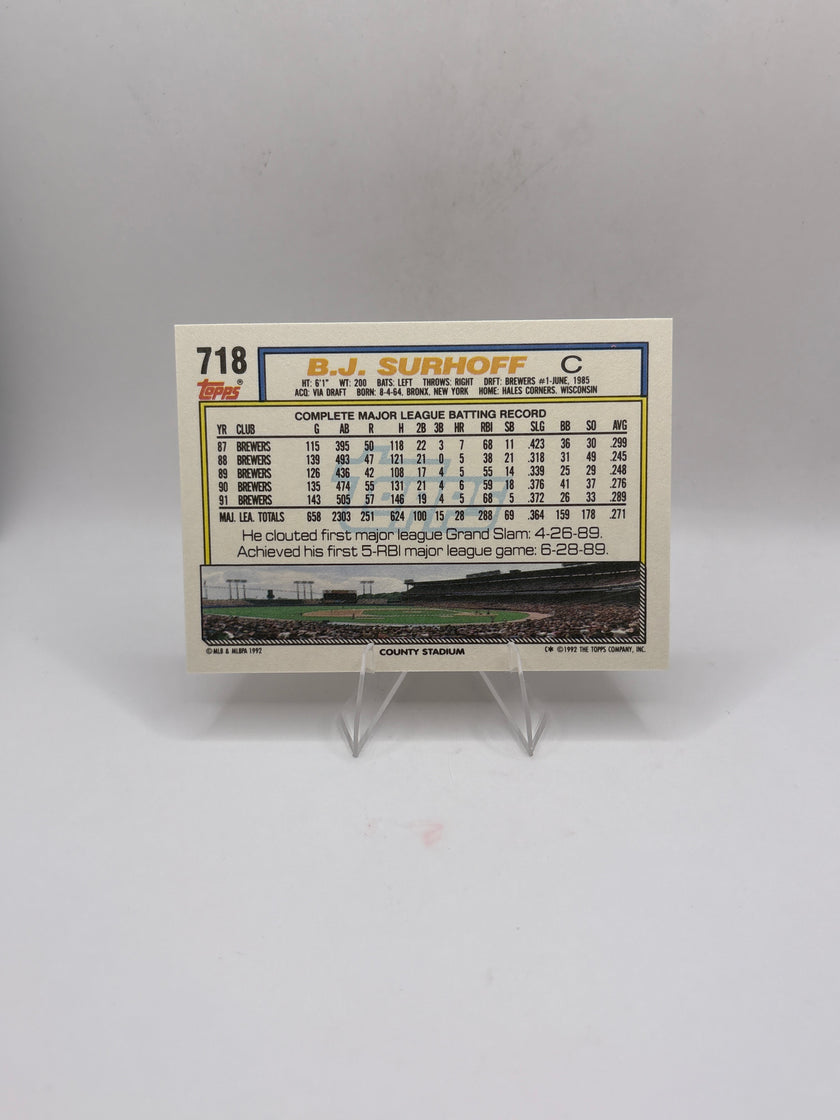 718 B.J. SURHOFF C
Topps®
HT: 6'1" WT: 200 BATS: LEFT THROWS: RIGHT DRFT: BREWERS #1-JUNE, 1985
ACQ: VIA DRAFT BORN: 8-4-64, BRONX, NEW YORK HOME: HALES CORNERS, WISCONSIN
COMPLETE MAJOR LEAGUE BATTING RECORD
YR CLUB G AB R H 2B 3B HR RBI SB SLG BB SO AVG
87 BREWERS 115 395 50 118 22 3 7 68 11 .423 36 30 .299
88 BREWERS 139 493 47 121 21 0 5 38 21 .318 31 49 .245
89 BREWERS 126 436 42 108 17 4 5 55 14 .339 25 29 .248
90 BREWERS 135 474 55 131 21 4 6 59 18 .376 41 37 .276
91 BREWERS 143 505 57 146 19 4 5 68 5 .372 26 33 .289
MAJ. LEA. TOTALS 658 2303 251 624 100 15 28 288 69 .364 159 178 .271
Topps
He clouted first major league Grand Slam: 4-26-89.
Achieved his first 5-RBI major league game: 6-28-89.
©MLB & MLBPA 1992 COUNTY STADIUM C* ©1992 THE TOPPS COMPANY, INC.